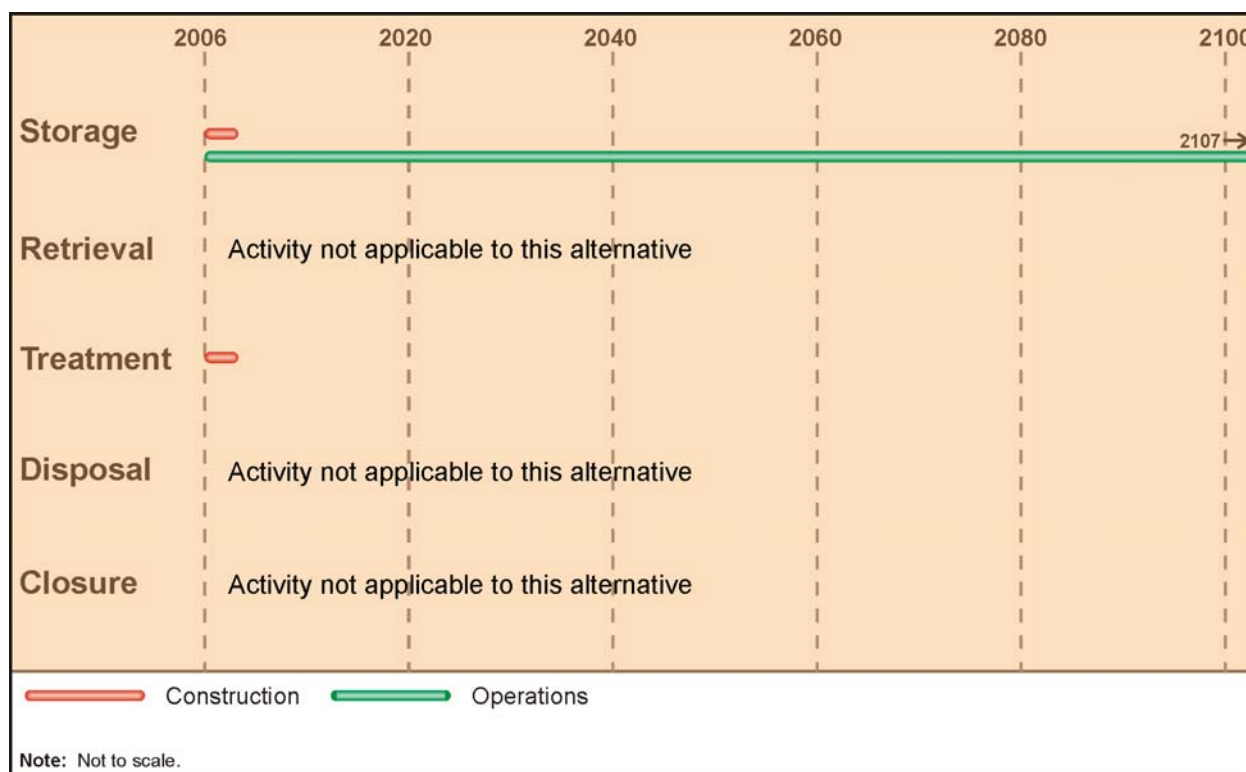 2006 2020 2040 2060 2080 2100
Storage
2107
Retrieval Activity not applicable to this alternative
Treatment
Disposal Activity not applicable to this alternative
Closure Activity not applicable to this alternative
Construction Operations
Note: Not to scale.